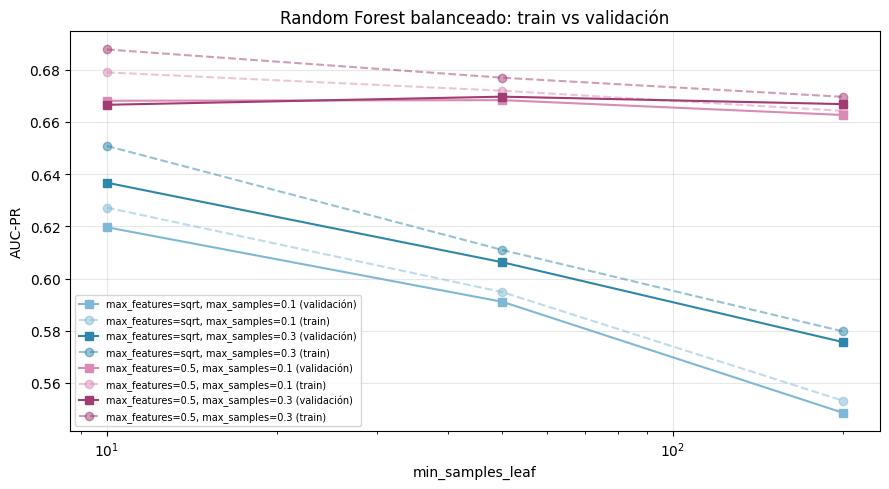 Random Forest balanceado: train vs validación
AUC-PR
0.68
0.66
0.64
0.62
0.60
0.58
0.56
max_features=sqrt, max_samples=0.1 (validación)
max_features=sqrt, max_samples=0.1 (train)
max_features=sqrt, max_samples=0.3 (validación)
max_features=sqrt, max_samples=0.3 (train)
max_features=0.5, max_samples=0.1 (validación)
max_features=0.5, max_samples=0.1 (train)
max_features=0.5, max_samples=0.3 (validación)
max_features=0.5, max_samples=0.3 (train)
10¹ 10²
min_samples_leaf